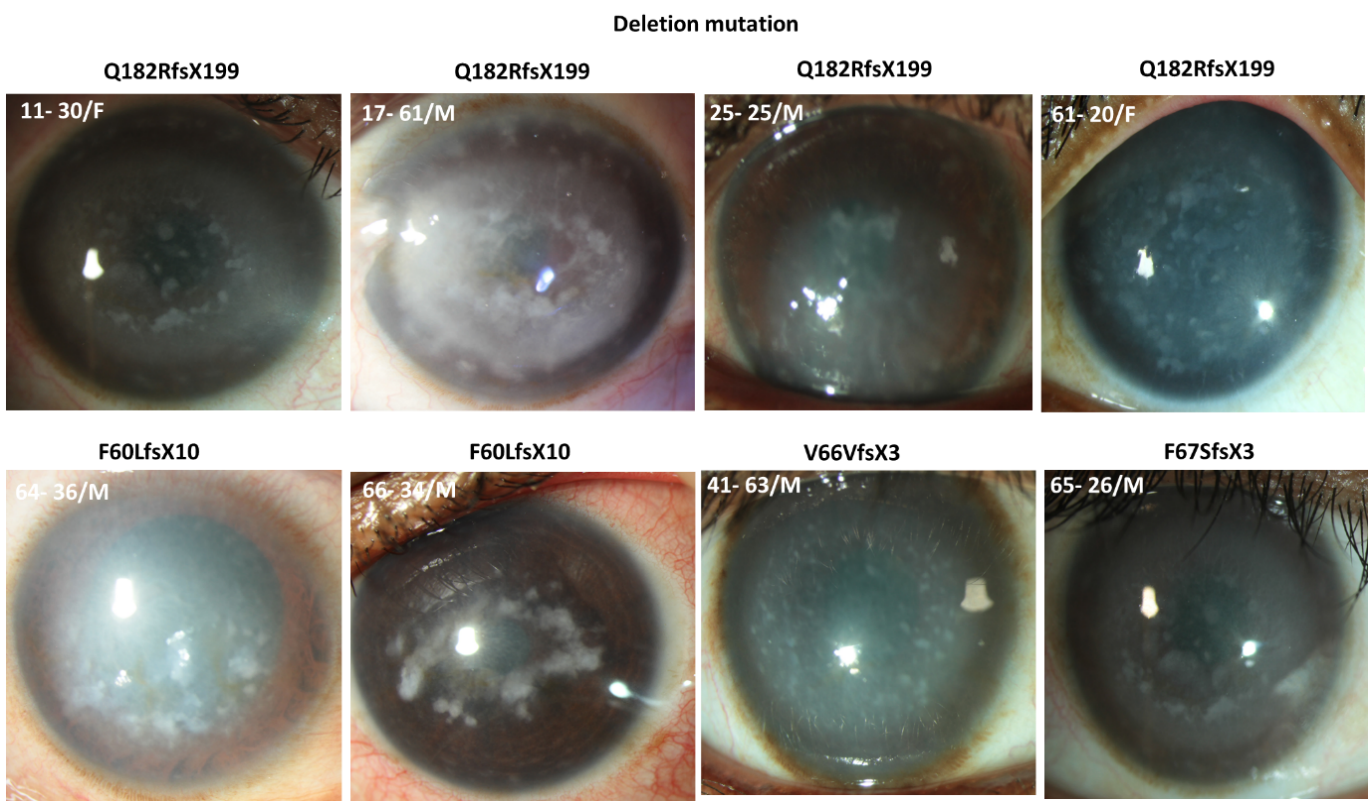 Deletion mutation
Q182RfsX199 Q182RfsX199 Q182RfsX199 Q182RfsX199
11- 30/F 17- 61/M 25- 25/M 61- 20/F
F60LfsX10 F60LfsX10 V66VfsX3 F67SfsX3
64- 36/M 66- 34/M 41- 63/M 65- 26/M